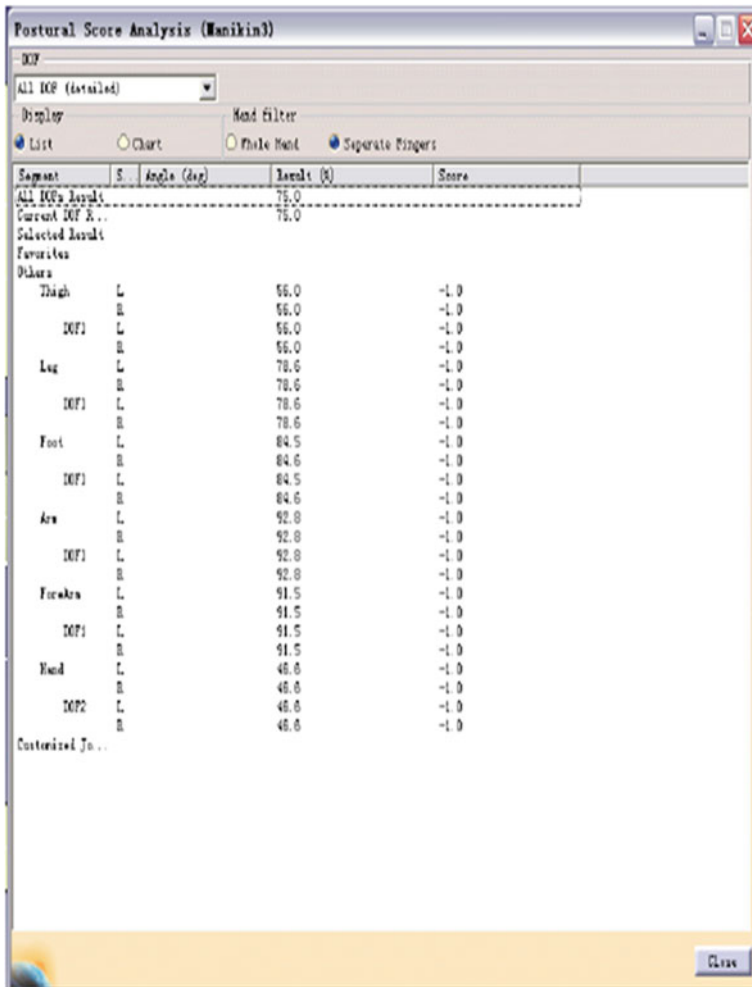 Postural Score Analysis (Manikin3)
DOF
All DOF (detailed)
Display Hand filter
List Chart Whole Hand Separate Fingers
Segment S... Angle (deg) Result (%) Score
All DOFs Result 75.0
Current DOF R... 75.0
Selected Result
Favorites
Others
Thigh L 56.0 -1.0
R 56.0 -1.0
DOF1 L 56.0 -1.0
R 56.0 -1.0
Leg L 78.6 -1.0
R 78.6 -1.0
DOF1 L 78.6 -1.0
R 78.6 -1.0
Foot L 84.5 -1.0
R 84.6 -1.0
DOF1 L 84.5 -1.0
R 84.6 -1.0
Arm L 92.8 -1.0
R 92.8 -1.0
DOF1 L 92.8 -1.0
R 92.8 -1.0
ForeArm L 91.5 -1.0
R 91.5 -1.0
DOF1 L 91.5 -1.0
R 91.5 -1.0
Hand L 46.6 -1.0
R 46.6 -1.0
DOF2 L 46.6 -1.0
R 46.6 -1.0
Customized Jo...
Close